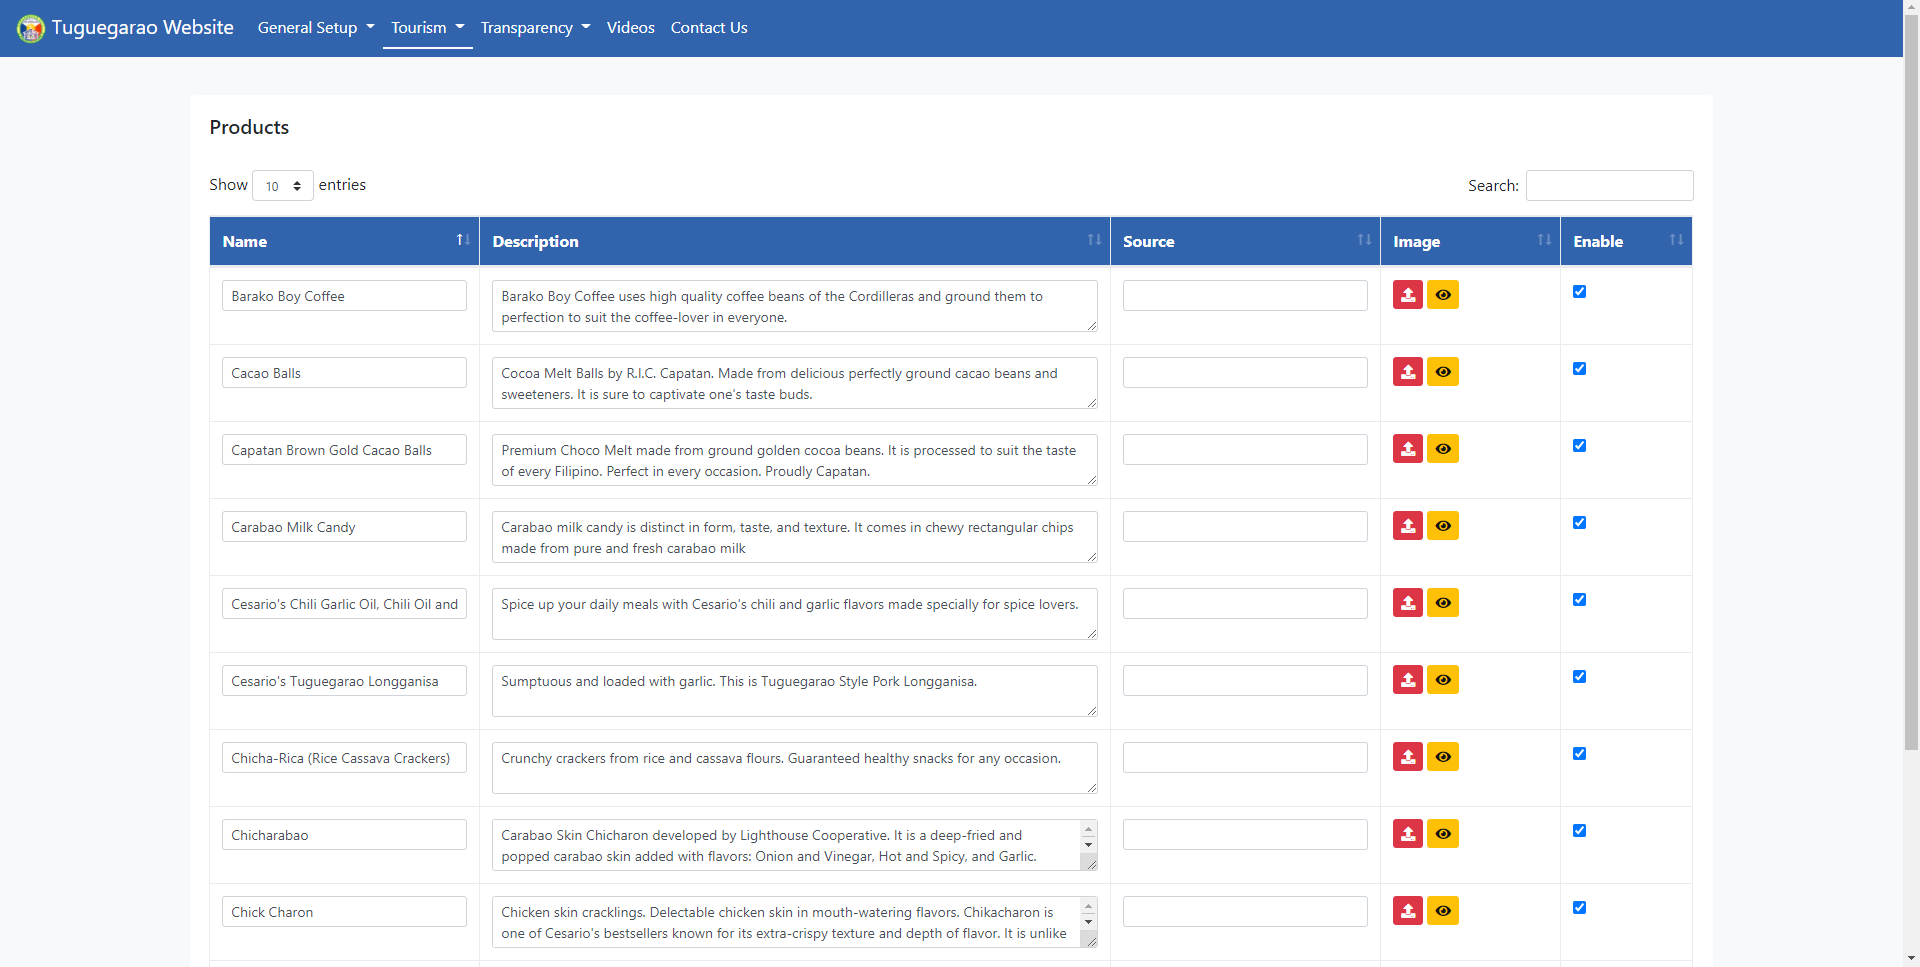 Tuguegarao Website General Setup Tourism Transparency Videos Contact Us
Products
Show 10 entries Search:
Name Description Source Image Enable
Barako Boy Coffee
Barako Boy Coffee uses high quality coffee beans of the Cordilleras and ground them to
perfection to suit the coffee-lover in everyone.
Cacao Balls
Cocoa Melt Balls by R.I.C. Capatan. Made from delicious perfectly ground cacao beans and
sweeteners. It is sure to captivate one's taste buds.
Capatan Brown Gold Cacao Balls
Premium Choco Melt made from ground golden cocoa beans. It is processed to suit the taste
of every Filipino. Perfect in every occasion. Proudly Capatan.
Carabao Milk Candy
Carabao milk candy is distinct in form, taste, and texture. It comes in chewy rectangular chips
made from pure and fresh carabao milk
Cesario's Chili Garlic Oil, Chili Oil and
Spice up your daily meals with Cesario's chili and garlic flavors made specially for spice lovers.
Cesario's Tuguegarao Longganisa
Sumptuous and loaded with garlic. This is Tuguegarao Style Pork Longganisa.
Chicha-Rica (Rice Cassava Crackers)
Crunchy crackers from rice and cassava flours. Guaranteed healthy snacks for any occasion.
Chicharabao
Carabao Skin Chicharon developed by Lighthouse Cooperative. It is a deep-fried and
popped carabao skin added with flavors: Onion and Vinegar, Hot and Spicy, and Garlic.
Chick Charon
Chicken skin cracklings. Delectable chicken skin in mouth-watering flavors. Chikacharon is
one of Cesario's bestsellers known for its extra-crispy texture and depth of flavor. It is unlike